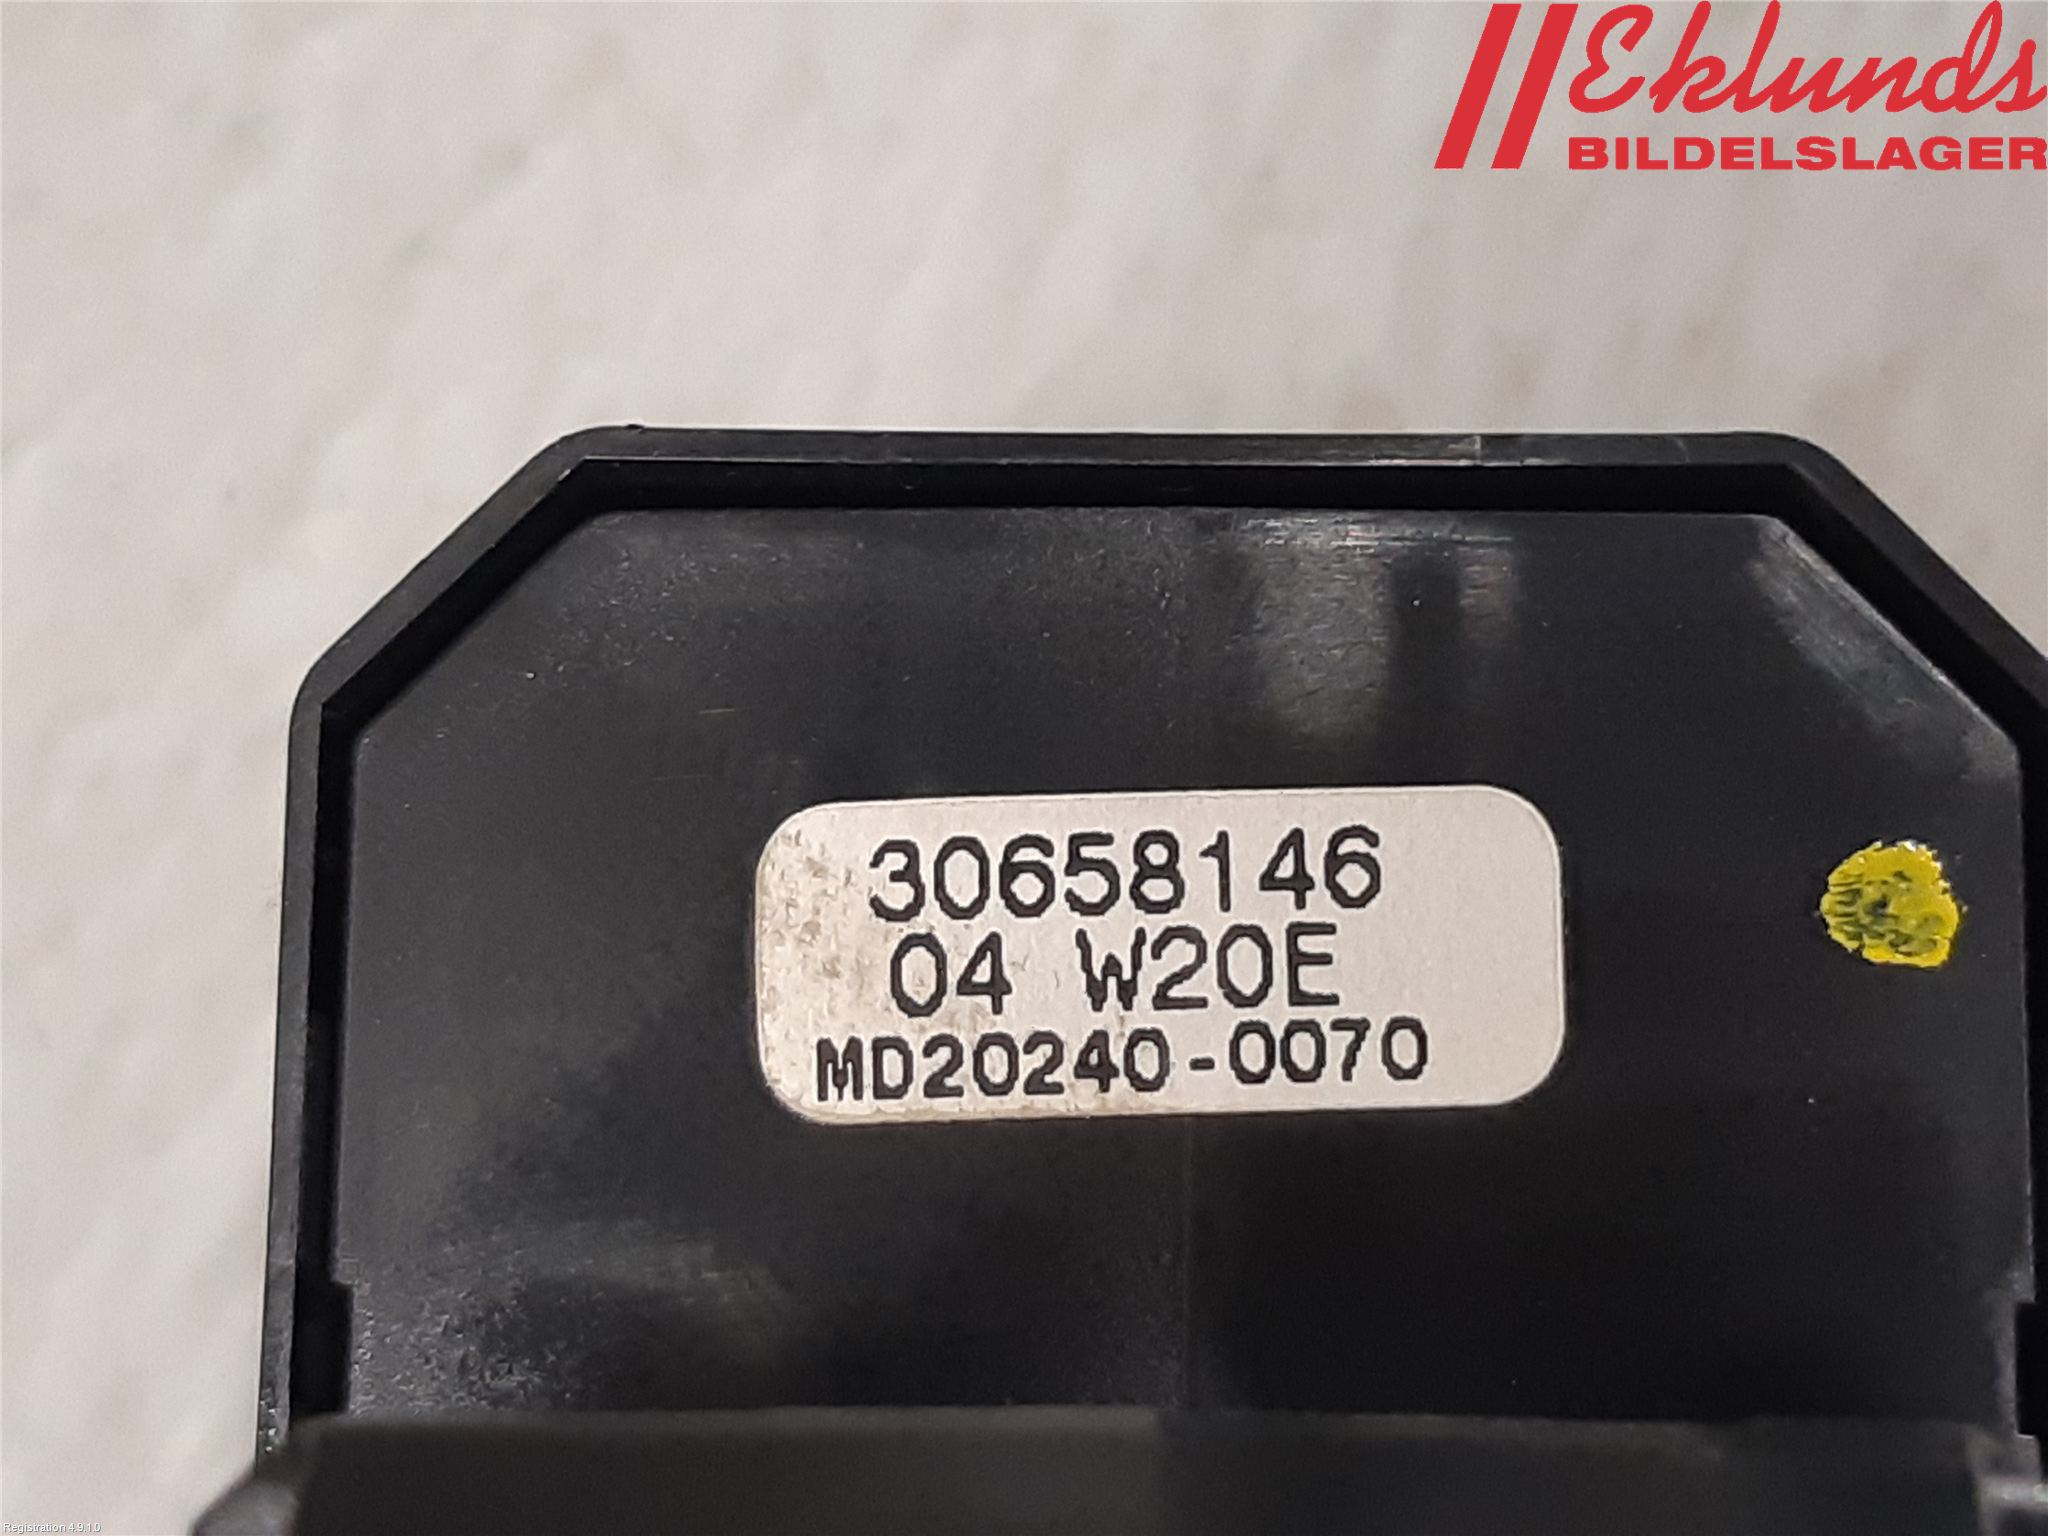 Eklunds
BILDELSLAGER
30658146
04 W20E
MD20240-0070
Registration 4.9.1.0